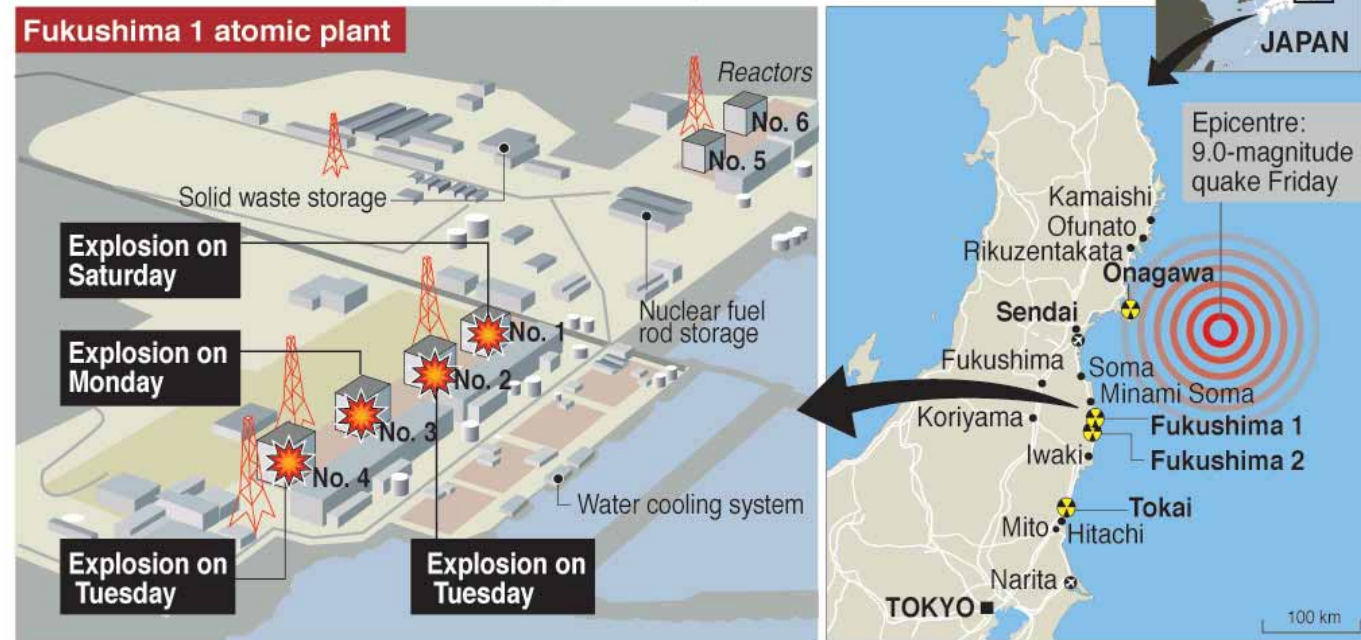 Fukushima 1 atomic plant
Reactors
No. 6
No. 5
Solid waste storage
Explosion on
Saturday
Nuclear fuel
rod storage
No. 1
Explosion on
Monday
No. 2
No. 3
No. 4
Water cooling system
Explosion on
Tuesday
Explosion on
Tuesday
JAPAN
Epicentre:
9.0-magnitude
quake Friday
Kamaishi
Ofunato
Rikuzentakata
Onagawa
Sendai
Fukushima
Soma
Minami Soma
Koriyama
Fukushima 1
Iwaki
Fukushima 2
Tokai
Mito
Hitachi
Narita
TOKYO
100 km